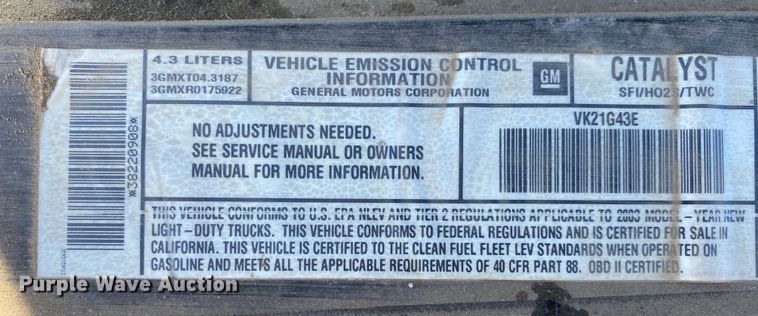 *38220908*
4.3 LITERS
3GMXT04.3187
3GMXR0175922
VEHICLE EMISSION CONTROL
INFORMATION
GENERAL MOTORS CORPORATION
GM
CATALYST
SFI/HO2S/TWC
NO ADJUSTMENTS NEEDED.
SEE SERVICE MANUAL OR OWNERS
MANUAL FOR MORE INFORMATION.
VK21G43E
THIS VEHICLE CONFORMS TO U.S. EPA NLEV AND TIER 2 REGULATIONS APPLICABLE TO 2003 MODEL-YEAR NEW
LIGHT-DUTY TRUCKS. THIS VEHICLE CONFORMS TO FEDERAL REGULATIONS AND IS CERTIFIED FOR SALE IN
CALIFORNIA. THIS VEHICLE IS CERTIFIED TO THE CLEAN FUEL FLEET LEV STANDARDS WHEN OPERATED ON
GASOLINE AND MEETS ALL THE APPLICABLE REQUIREMENTS OF 40 CFR PART 88. OBD II CERTIFIED.
Purple Wave Auction